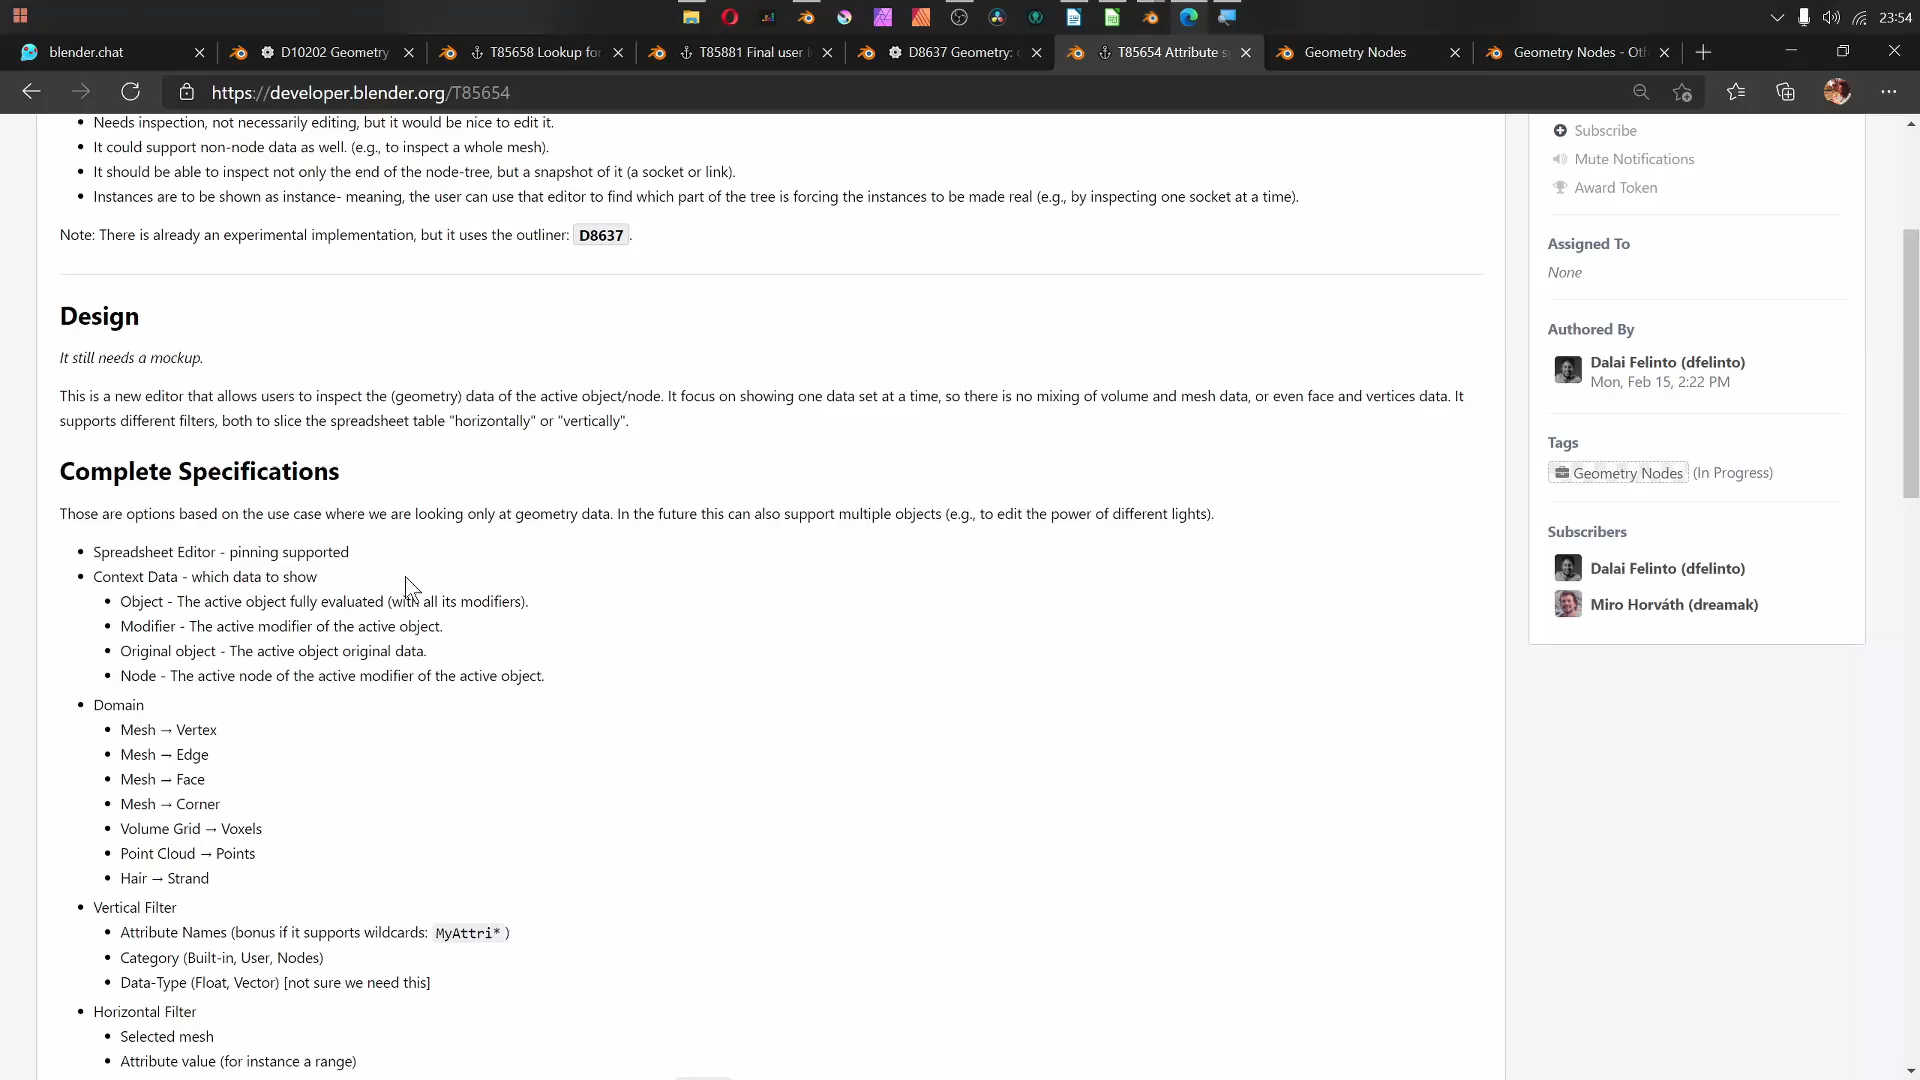 23:54
blender.chat
D10202 Geometry
T85658 Lookup fo
T85881 Final user i
D8637 Geometry:
T85654 Attribute s
Geometry Nodes
Geometry Nodes - Oth
https://developer.blender.org/T85654
Needs inspection, not necessarily editing, but it would be nice to edit it.
It could support non-node data as well. (e.g., to inspect a whole mesh).
It should be able to inspect not only the end of the node-tree, but a snapshot of it (a socket or link).
Instances are to be shown as instance- meaning, the user can use that editor to find which part of the tree is forcing the instances to be made real (e.g., by inspecting one socket at a time).
Note: There is already an experimental implementation, but it uses the outliner: D8637.
Design
It still needs a mockup.
This is a new editor that allows users to inspect the (geometry) data of the active object/node. It focus on showing one data set at a time, so there is no mixing of volume and mesh data, or even face and vertices data. It
supports different filters, both to slice the spreadsheet table "horizontally" or "vertically".
Complete Specifications
Those are options based on the use case where we are looking only at geometry data. In the future this can also support multiple objects (e.g., to edit the power of different lights).
Spreadsheet Editor - pinning supported
Context Data - which data to show
Object - The active object fully evaluated (with all its modifiers).
Modifier - The active modifier of the active object.
Original object - The active object original data.
Node - The active node of the active modifier of the active object.
Domain
Mesh → Vertex
Mesh → Edge
Mesh → Face
Mesh → Corner
Volume Grid → Voxels
Point Cloud → Points
Hair → Strand
Vertical Filter
Attribute Names (bonus if it supports wildcards: MyAttri* )
Category (Built-in, User, Nodes)
Data-Type (Float, Vector) [not sure we need this]
Horizontal Filter
Selected mesh
Attribute value (for instance a range)
Subscribe
Mute Notifications
Award Token
Assigned To
None
Authored By
Dalai Felinto (dfelinto)
Mon, Feb 15, 2:22 PM
Tags
Geometry Nodes (In Progress)
Subscribers
Dalai Felinto (dfelinto)
Miro Horváth (dreamak)